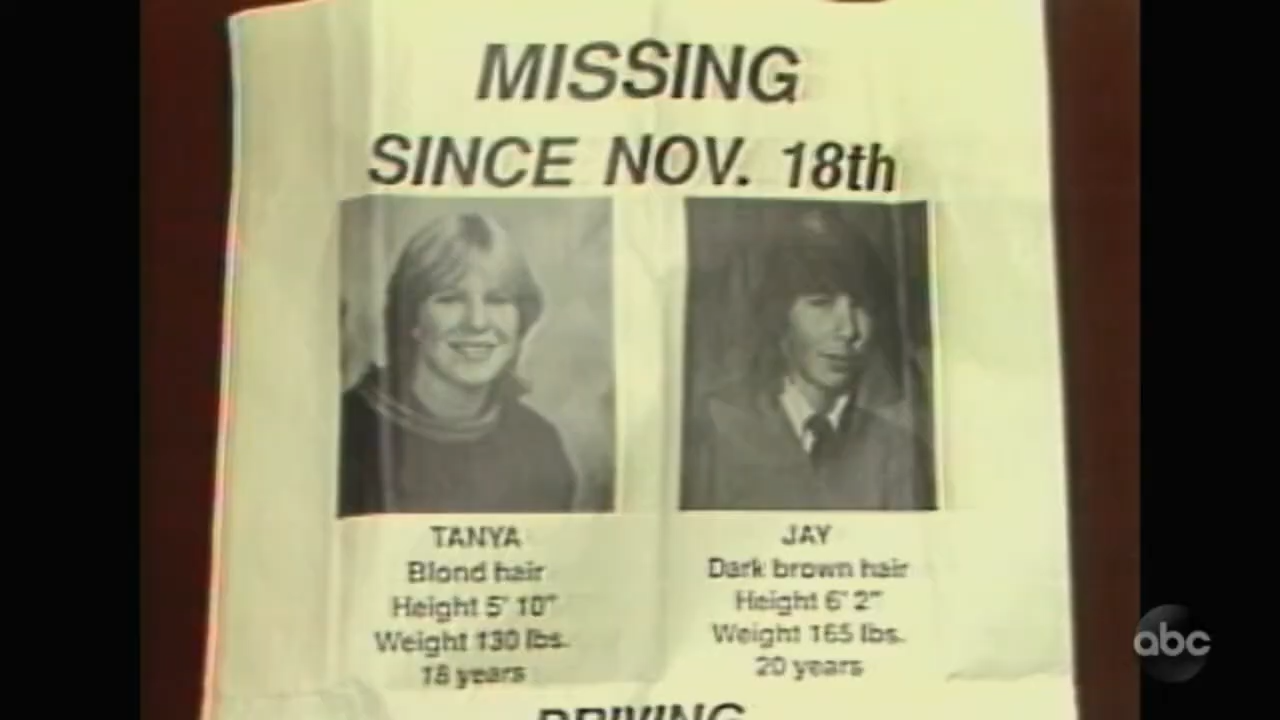 MISSING
SINCE NOV. 18th
TANYA
Blond hair
Height 5' 10"
Weight 130 lbs.
18 years
JAY
Dark brown hair
Height 6' 2"
Weight 165 lbs.
20 years
DRIVING
abc